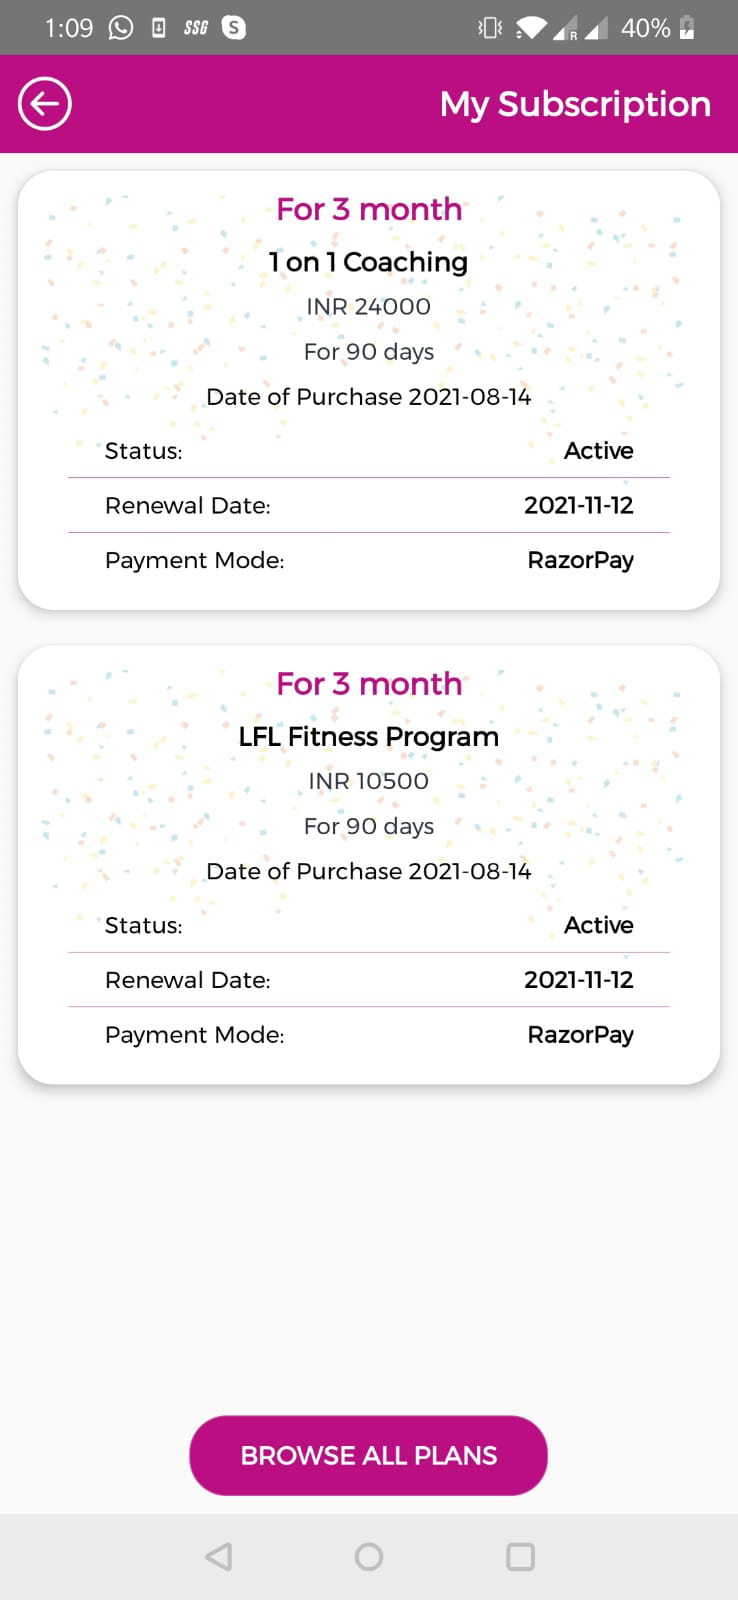 1:09 SSG S R 40%
My Subscription
For 3 month
1 on 1 Coaching
INR 24000
For 90 days
Date of Purchase 2021-08-14
Status: Active
Renewal Date: 2021-11-12
Payment Mode: RazorPay
For 3 month
LFL Fitness Program
INR 10500
For 90 days
Date of Purchase 2021-08-14
Status: Active
Renewal Date: 2021-11-12
Payment Mode: RazorPay
BROWSE ALL PLANS